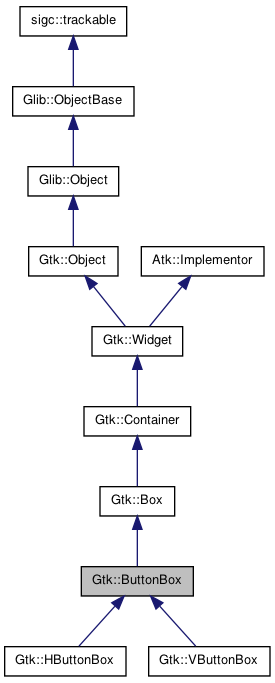 sigc::trackable
Glib::ObjectBase
Glib::Object
Gtk::Object
Atk::Implementor
Gtk::Widget
Gtk::Container
Gtk::Box
Gtk::ButtonBox
Gtk::HButtonBox
Gtk::VButtonBox